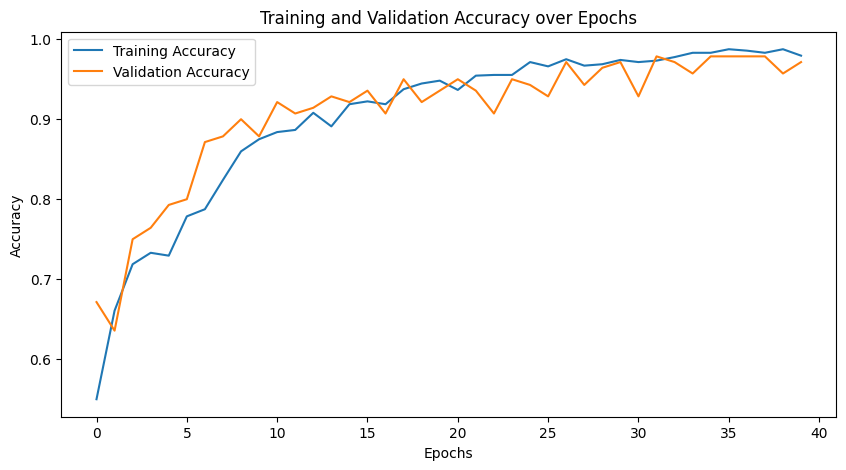 Training and Validation Accuracy over Epochs
Training Accuracy
Validation Accuracy
Accuracy
1.0
0.9
0.8
0.7
0.6
0 5 10 15 20 25 30 35 40
Epochs